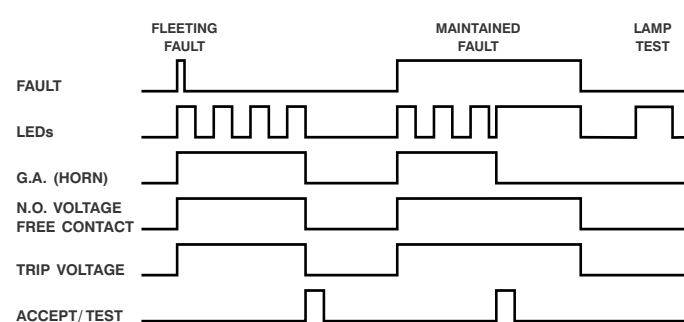 FLEETING
FAULT
MAINTAINED
FAULT
LAMP
TEST
FAULT
LEDs
G.A. (HORN)
N.O. VOLTAGE
FREE CONTACT
TRIP VOLTAGE
ACCEPT/TEST